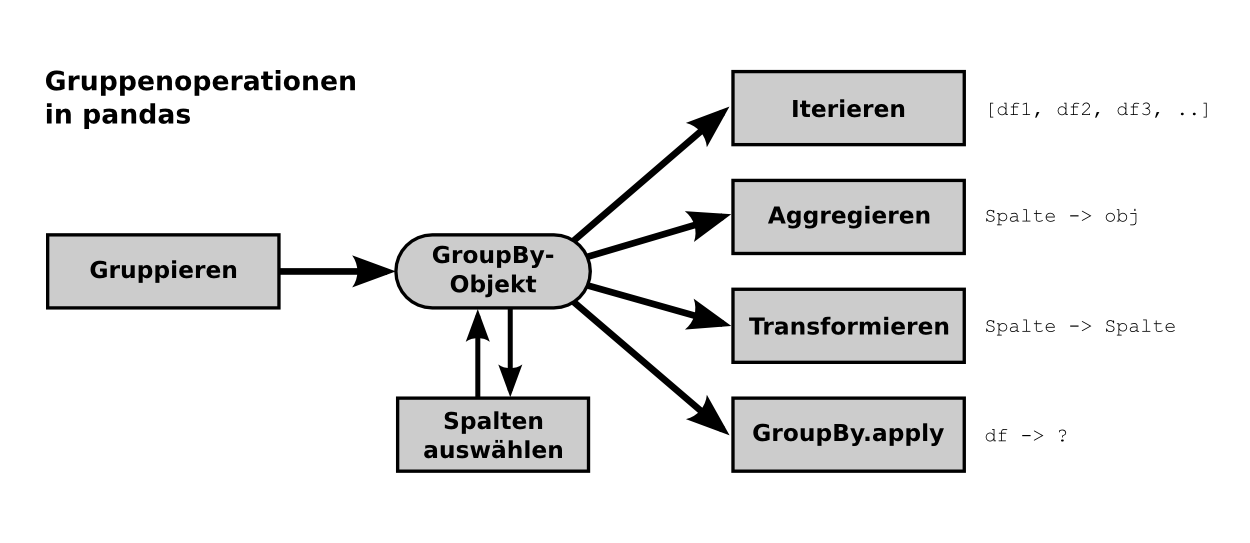 Gruppenoperationen
in pandas
Gruppieren
GroupBy-
Objekt
Spalten
auswählen
Iterieren
[df1, df2, df3, ..]
Aggregieren
Spalte -> obj
Transformieren
Spalte -> Spalte
GroupBy.apply
df -> ?